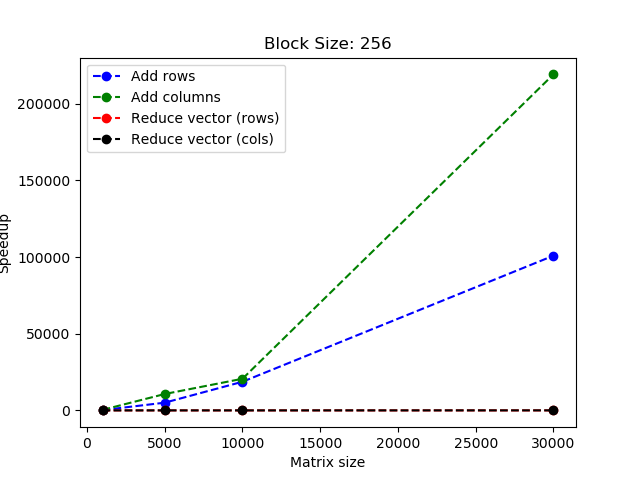 Block Size: 256
Add rows
Add columns
Reduce vector (rows)
Reduce vector (cols)
Speedup
200000
150000
100000
50000
0
0 5000 10000 15000 20000 25000 30000
Matrix size